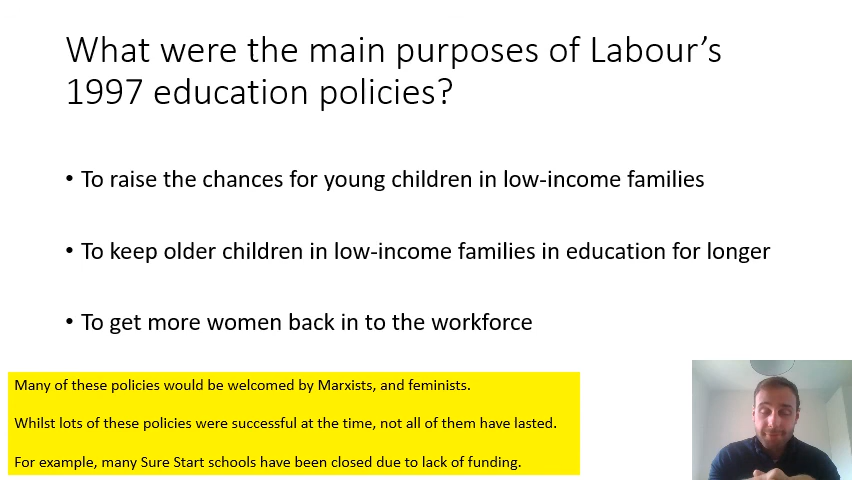 What were the main purposes of Labour’s
1997 education policies?
• To raise the chances for young children in low-income families
• To keep older children in low-income families in education for longer
• To get more women back in to the workforce
Many of these policies would be welcomed by Marxists, and feminists.
Whilst lots of these policies were successful at the time, not all of them have lasted.
For example, many Sure Start schools have been closed due to lack of funding.